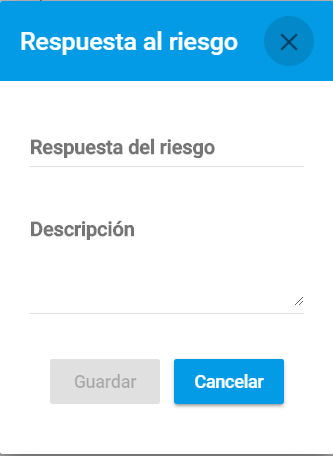 Respuesta al riesgo
Respuesta del riesgo
Descripción
Guardar
Cancelar